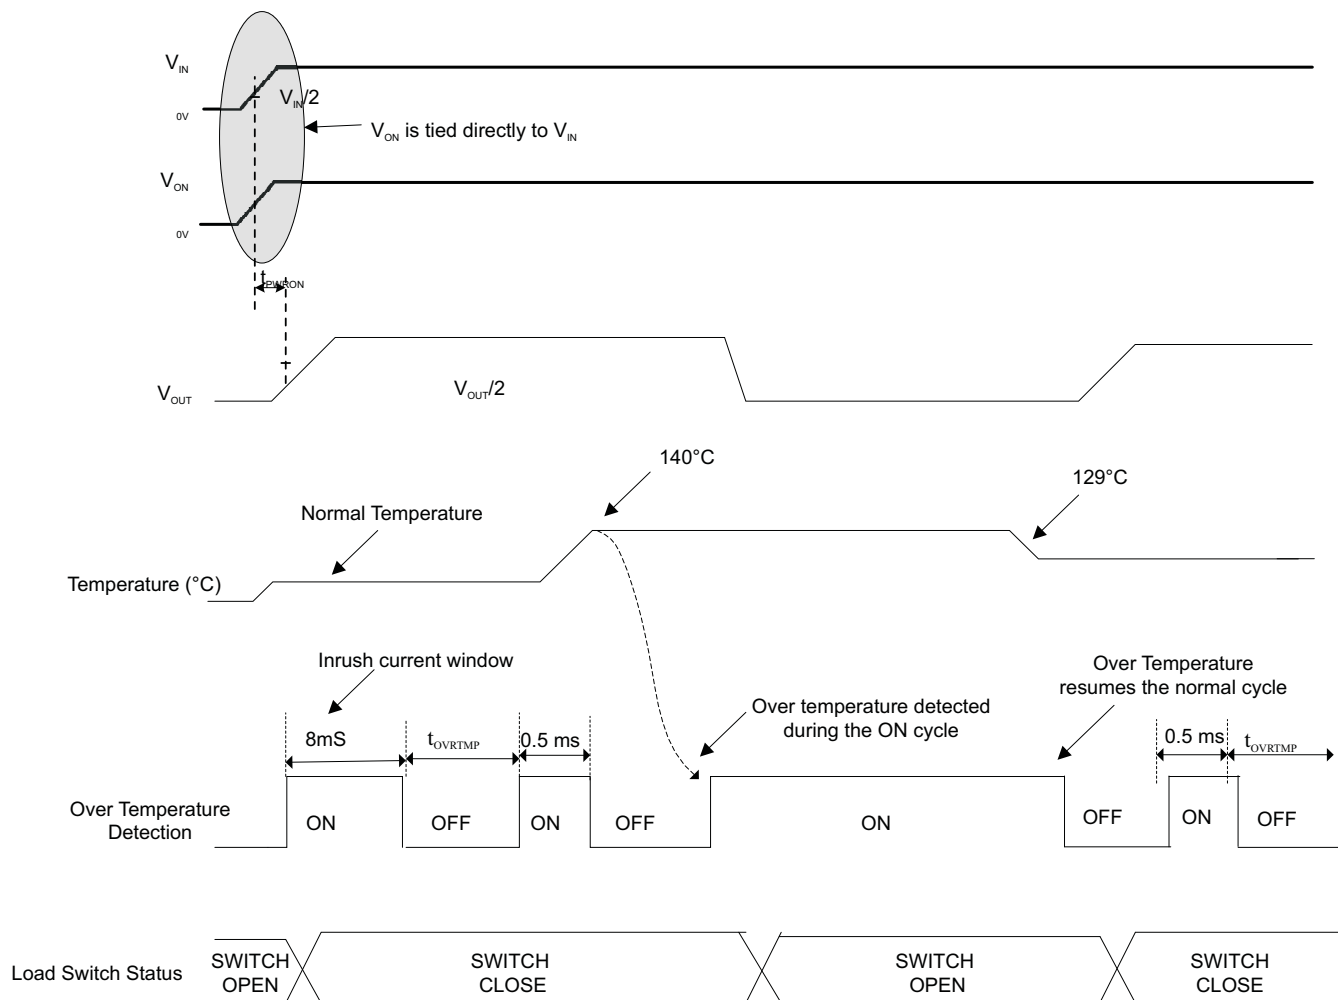 VIN
VIN/2
0V
VON is tied directly to VIN
VON
0V
tPWRON
VOUT
VOUT/2
140°C
129°C
Normal Temperature
Temperature (°C)
Inrush current window
Over Temperature
resumes the normal cycle
Over temperature detected
during the ON cycle
8mS
tOVRTMP
0.5 ms
0.5 ms
tOVRTMP
Over Temperature
Detection
ON
OFF
ON
OFF
ON
OFF
ON
OFF
Load Switch Status
SWITCH
OPEN
SWITCH
CLOSE
SWITCH
OPEN
SWITCH
CLOSE